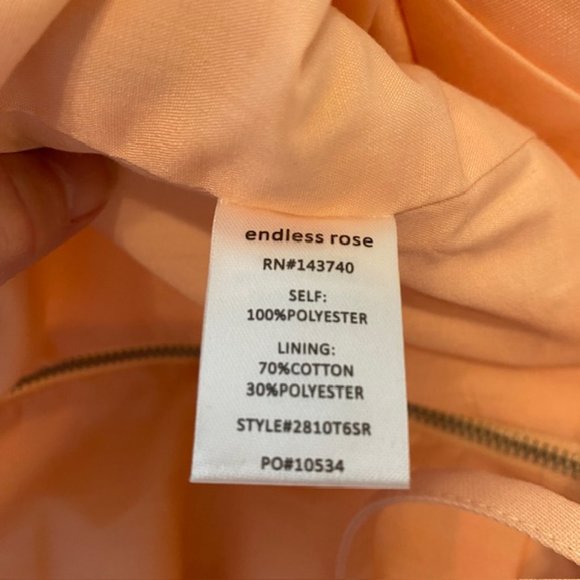 endless rose
RN#143740
SELF:
100%POLYESTER
LINING:
70%COTTON
30%POLYESTER
STYLE#2810T6SR
PO#10534